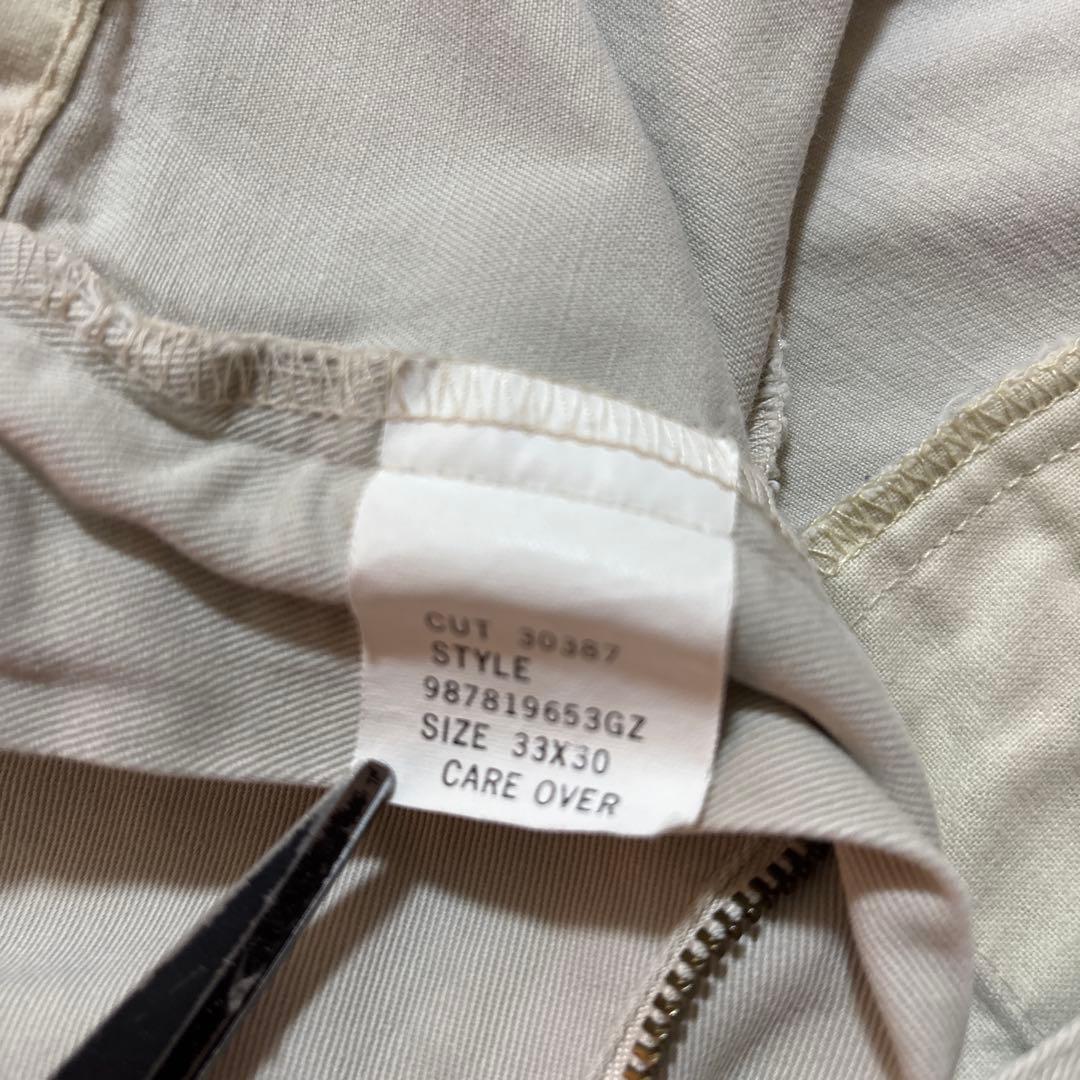 CUT 30387
STYLE
987819653GZ
SIZE 33X30
CARE OVER